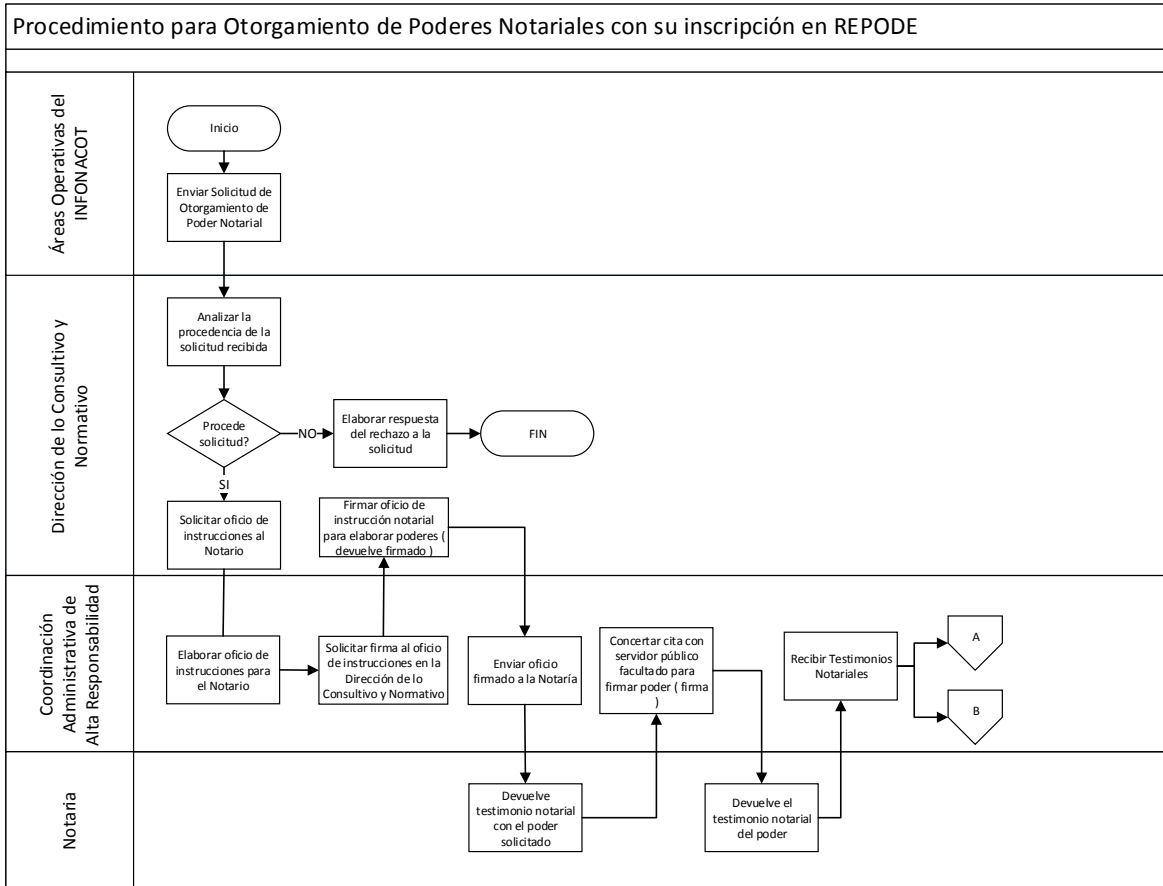 Procedimiento para Otorgamiento de Poderes Notariales con su inscripción en REPODE
Áreas Operativas del
INFONACOT
Inicio
Enviar Solicitud de
Otorgamiento de
Poder Notarial
Dirección de lo Consultivo y
Normativo
Analizar la
procedencia de la
solicitud recibida
Procede
solicitud?
NO
Elaborar respuesta
del rechazo a la
solicitud
FIN
SI
Solicitar oficio de
instrucciones al
Notario
Firmar oficio de
instrucción notarial
para elaborar poderes (
devuelve firmado )
Coordinación
Administrativa de
Alta Responsabilidad
Elaborar oficio de
instrucciones para
el Notario
Solicitar firma al oficio
de instrucciones en la
Dirección de lo
Consultivo y Normativo
Enviar oficio
firmado a la Notaría
Concertar cita con
servidor público
facultado para
firmar poder ( firma
)
Recibir Testimonios
Notariales
A
B
Notaria
Devuelve
testimonio notarial
con el poder
solicitado
Devuelve el
testimonio notarial
del poder